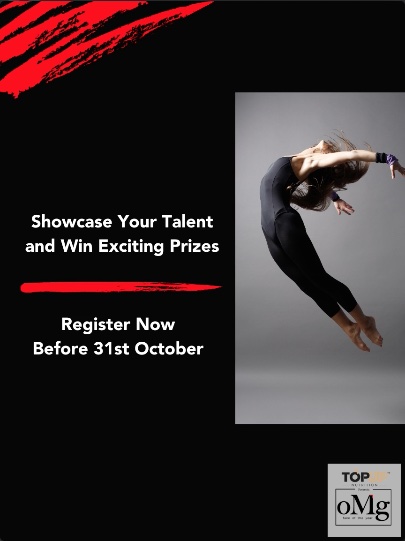 Showcase Your Talent
and Win Exciting Prizes
Register Now
Before 31st October
TOP
oMg